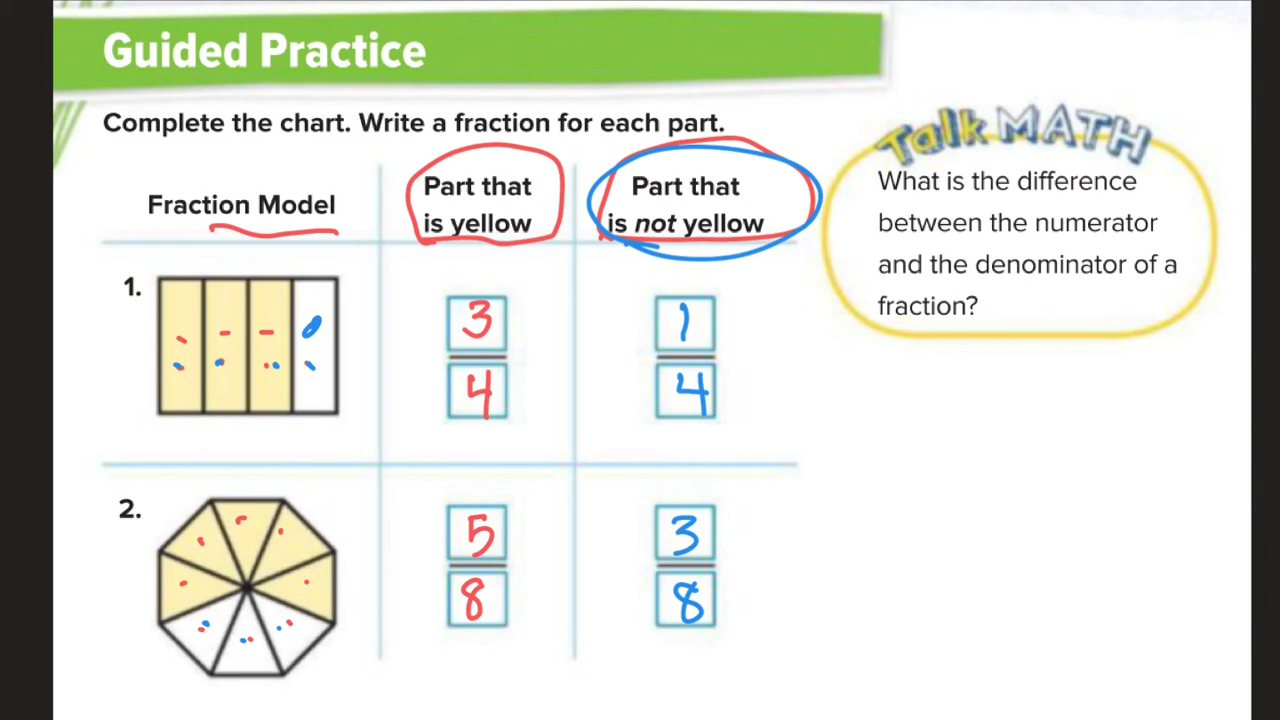 Guided Practice
Complete the chart. Write a fraction for each part.
Fraction Model
Part that
is yellow
Part that
is not yellow
1.
3
4
1
4
2.
5
8
3
8
Talk MATH
What is the difference
between the numerator
and the denominator of a
fraction?